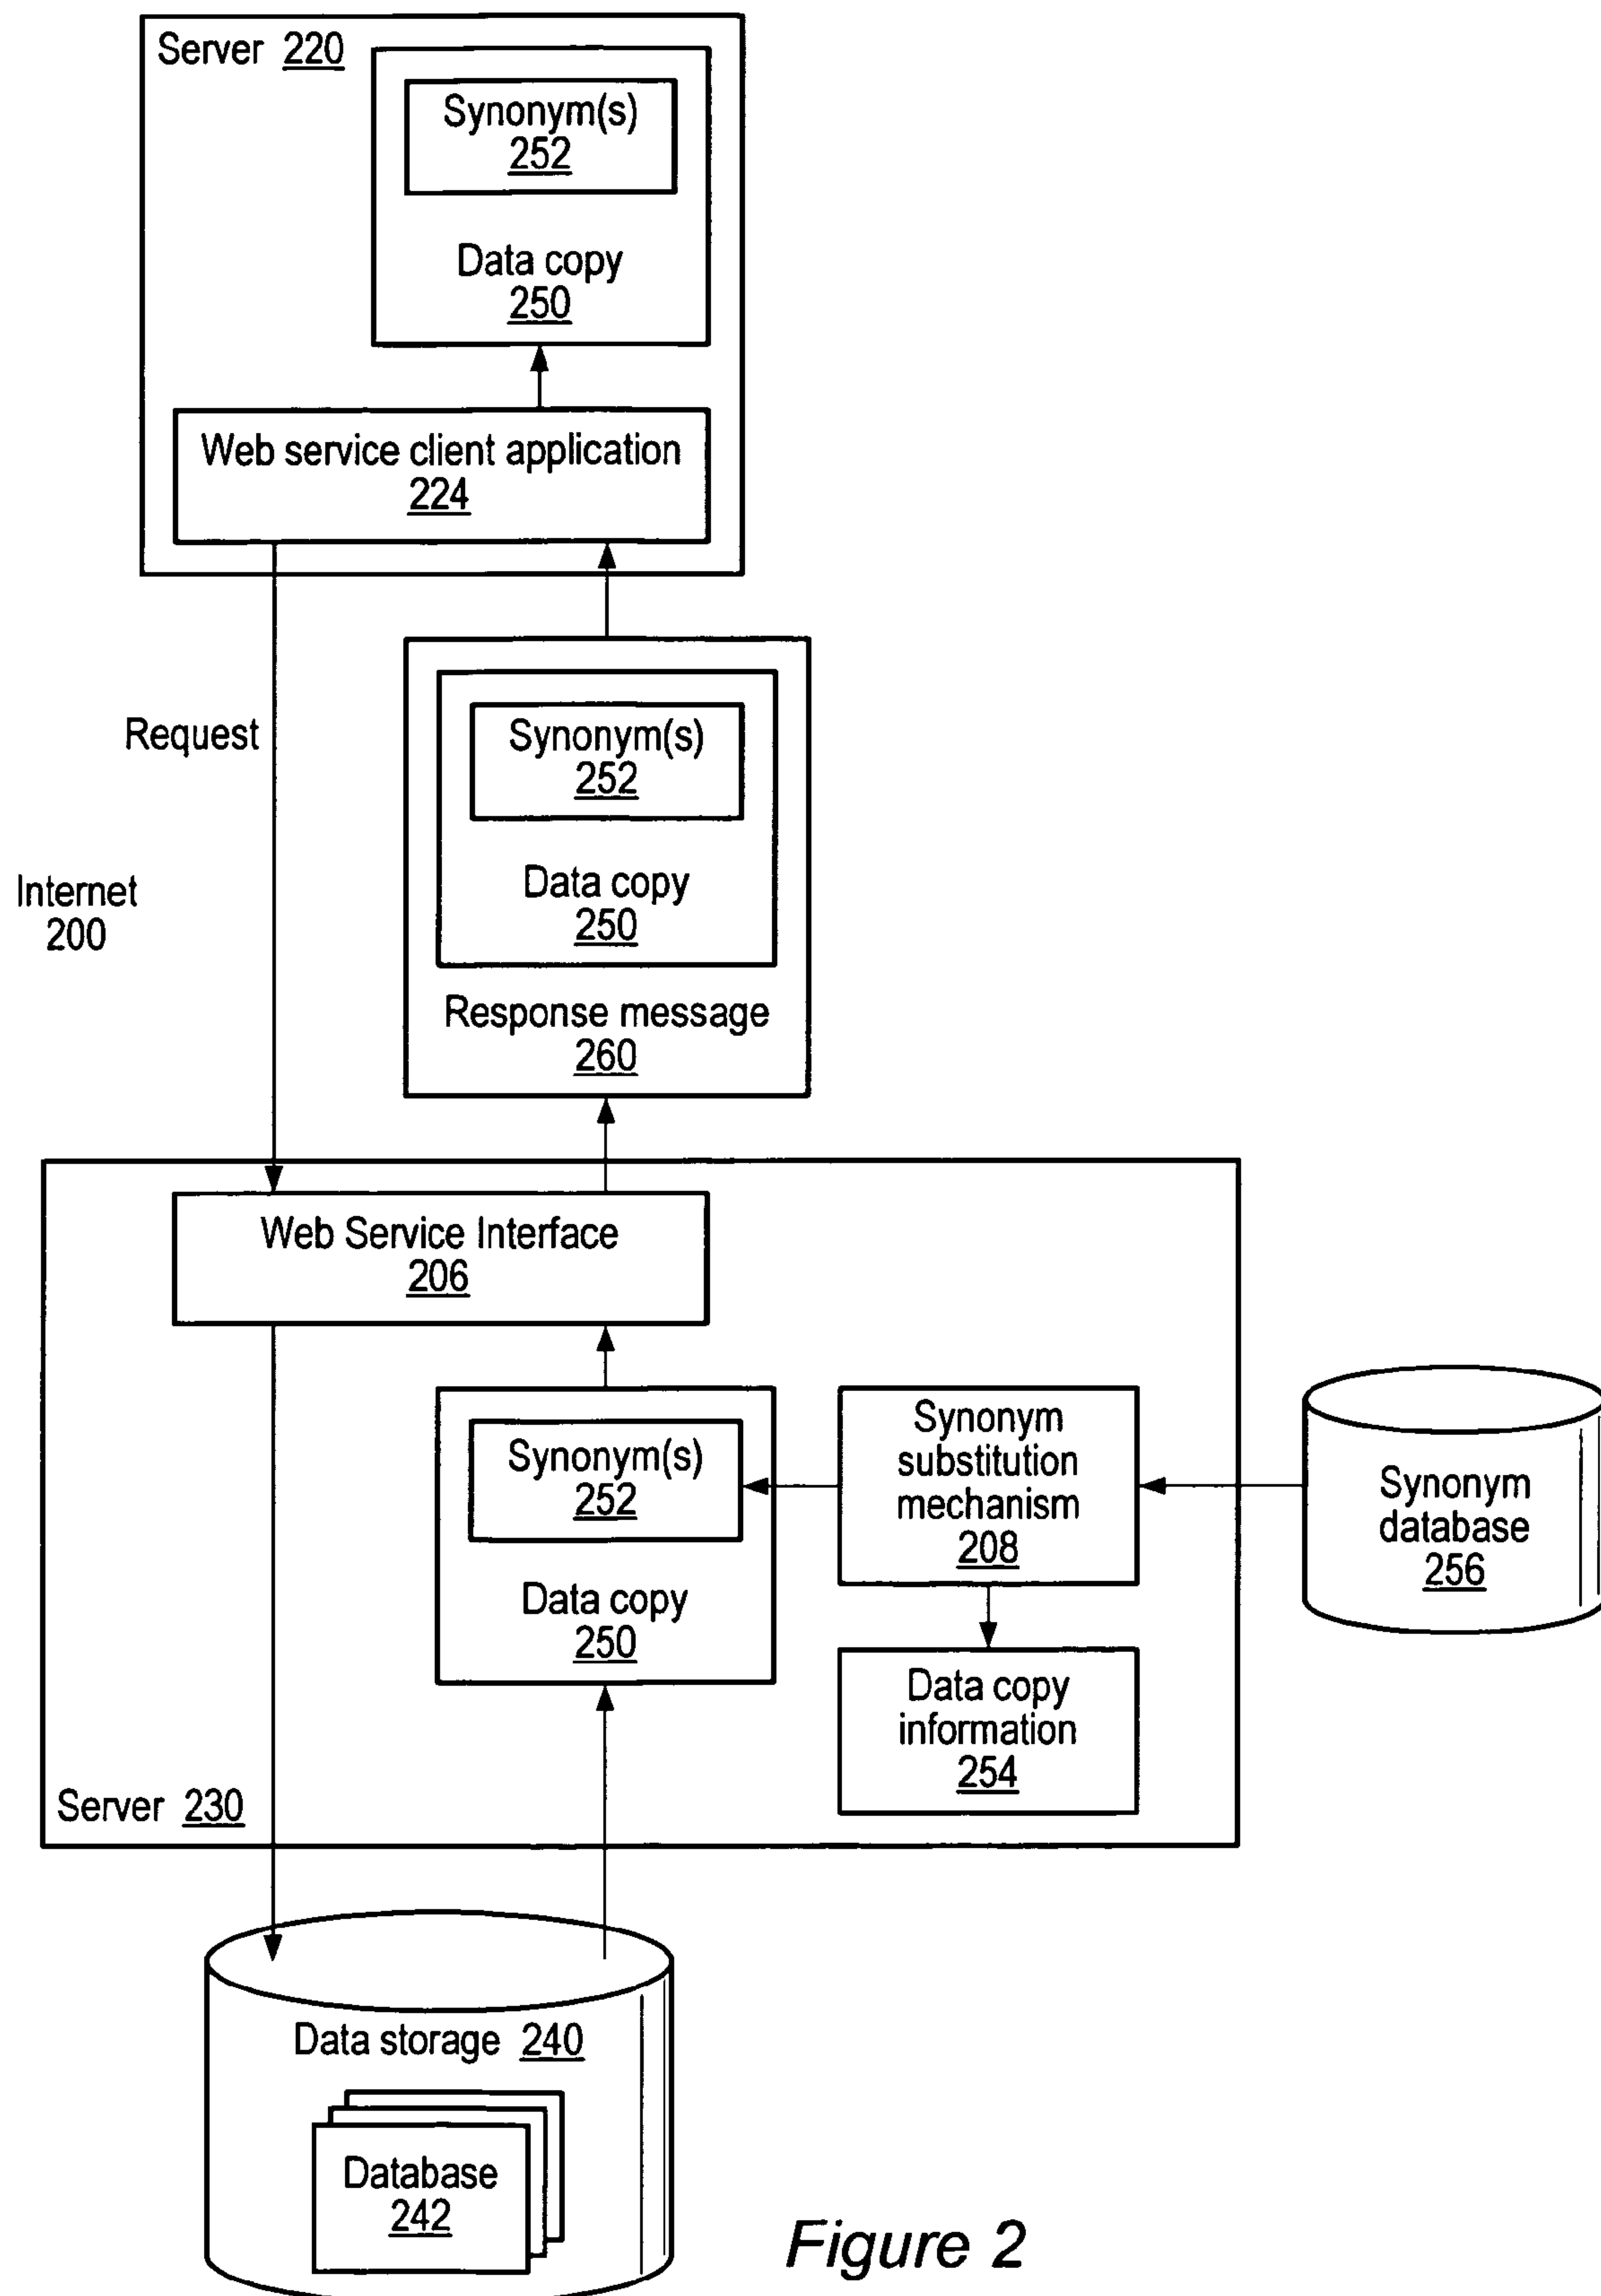 Server 220
Synonym(s)
252
Data copy
250
Web service client application
224
Request
Synonym(s)
252
Internet
200
Data copy
250
Response message
260
Web Service Interface
206
Synonym(s)
252
Data copy
250
Synonym
substitution
mechanism
208
Synonym
database
256
Data copy
information
254
Server 230
Data storage 240
Database
242
Figure 2